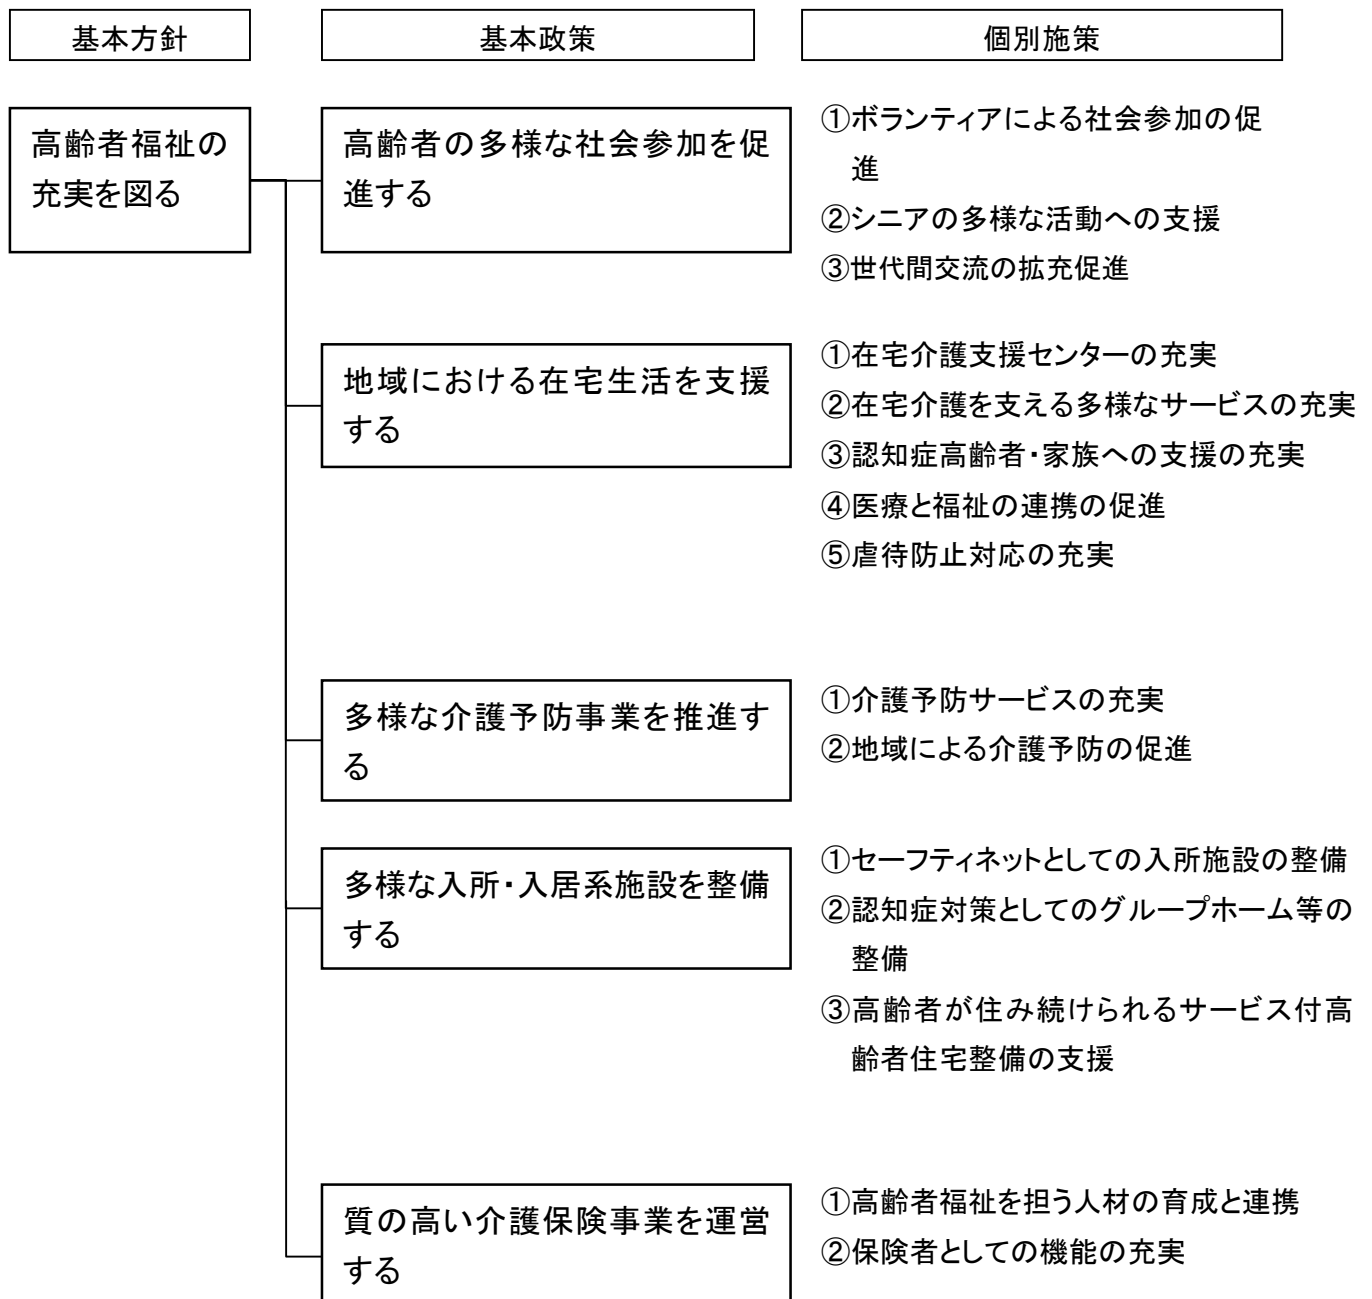 基本方針
基本政策
個別施策
高齢者福祉の
充実を図る
高齢者の多様な社会参加を促
進する
①ボランティアによる社会参加の促
進
②シニアの多様な活動への支援
③世代間交流の拡充促進
地域における在宅生活を支援
する
①在宅介護支援センターの充実
②在宅介護を支える多様なサービスの充実
③認知症高齢者・家族への支援の充実
④医療と福祉の連携の促進
⑤虐待防止対応の充実
多様な介護予防事業を推進す
る
①介護予防サービスの充実
②地域による介護予防の促進
多様な入所・入居系施設を整備
する
①セーフティネットとしての入所施設の整備
②認知症対策としてのグループホーム等の
整備
③高齢者が住み続けられるサービス付高
齢者住宅整備の支援
質の高い介護保険事業を運営
する
①高齢者福祉を担う人材の育成と連携
②保険者としての機能の充実